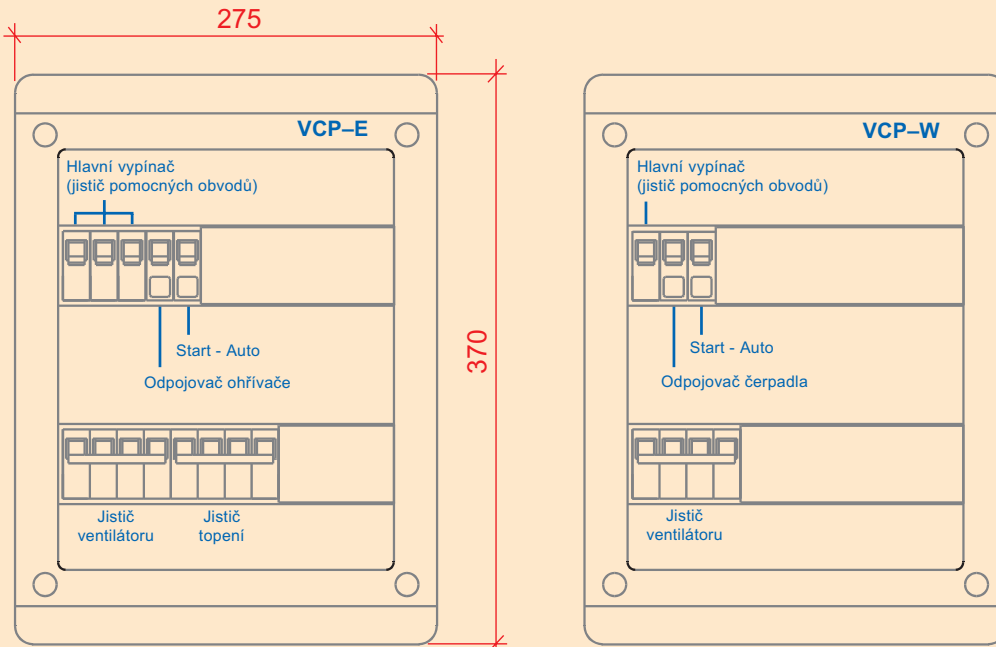 275
370
VCP–E
Hlavní vypínač
(jistič pomocných obvodů)
Start - Auto
Odpojovač ohřívače
Jistič
ventilátoru
Jistič
topení
VCP–W
Hlavní vypínač
(jistič pomocných obvodů)
Start - Auto
Odpojovač čerpadla
Jistič
ventilátoru